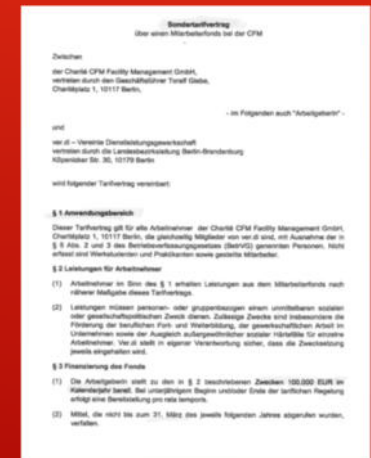 Sondertarifvertrag
über einen Mitarbeiterfonds bei der CFM
Zwischen
der Charité CFM Facility Management GmbH,
vertreten durch den Geschäftsführer Toralf Giebe,
Charitéplatz 1, 10117 Berlin,
- im Folgenden auch "Arbeitgeberin" -
und
ver.di – Vereinte Dienstleistungsgewerkschaft
vertreten durch die Landesbezirksleitung Berlin-Brandenburg
Köpenicker Str. 30, 10179 Berlin
wird folgender Tarifvertrag vereinbart:
§ 1 Anwendungsbereich
Dieser Tarifvertrag gilt für alle Arbeitnehmer der Charité CFM Facility Management GmbH,
Charitéplatz 1, 10117 Berlin, die gleichzeitig Mitglieder von ver.di sind, mit Ausnahme der in
§ 5 Abs. 2 und 3 des Betriebsverfassungsgesetzes (BetrVG) genannten Personen. Nicht
erfasst sind Werkstudenten und Praktikanten sowie gestellte Mitarbeiter.
§ 2 Leistungen für Arbeitnehmer
(1) Arbeitnehmer im Sinn des § 1 erhalten Leistungen aus dem Mitarbeiterfonds nach
näherer Maßgabe dieses Tarifvertrags.
(2) Leistungen müssen personen- oder gruppenbezogen einem unmittelbaren sozialen
oder gesellschaftspolitischen Zweck dienen. Zulässige Zwecke sind insbesondere die
Förderung der beruflichen Fort- und Weiterbildung, der gewerkschaftlichen Arbeit im
Unternehmen sowie der Ausgleich außergewöhnlicher sozialer Härtefälle für einzelne
Arbeitnehmer. Ver.di stellt in eigener Verantwortung sicher, dass die Zwecksetzung
jeweils eingehalten wird.
§ 3 Finanzierung des Fonds
(1) Die Arbeitgeberin stellt zu den in § 2 beschriebenen Zwecken 100.000 EUR im
Kalenderjahr bereit. Bei unterjährigem Beginn und/oder Ende der tariflichen Regelung
erfolgt eine Bereitstellung pro rata temporis.
(2) Mittel, die nicht bis zum 31. März des jeweils folgenden Jahres abgerufen wurden,
verfallen.